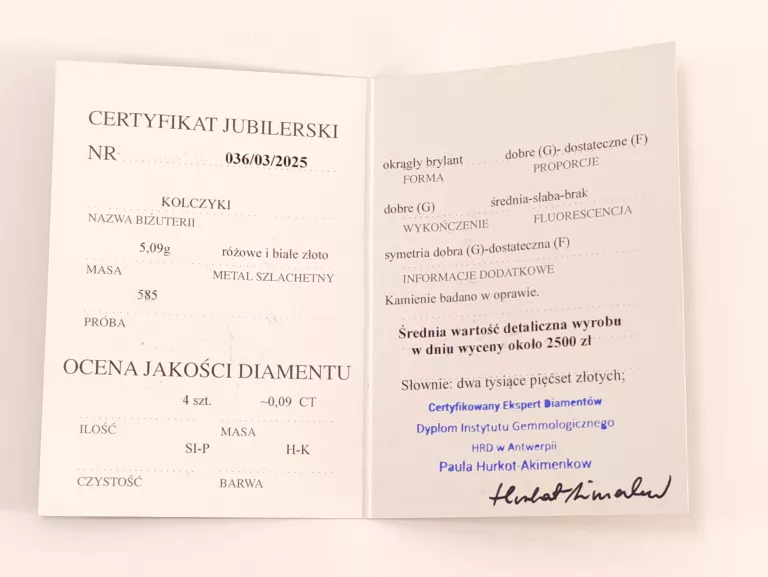 CERTYFIKAT JUBILERSKI
NR 036/03/2025
KOLCZYKI
NAZWA BIŻUTERII
5,09g różowe i białe złoto
MASA METAL SZLACHETNY
585
PRÓBA
OCENA JAKOŚCI DIAMENTU
4 szt. ~0,09 CT
ILOŚĆ MASA
SI-P H-K
CZYSTOŚĆ BARWA
okrągły brylant dobre (G)- dostateczne (F)
FORMA PROPORCJE
dobre (G) średnia-słaba-brak
WYKOŃCZENIE FLUORESCENCJA
symetria dobra (G)-dostateczna (F)
INFORMACJE DODATKOWE
Kamienie badano w oprawie.
Średnia wartość detaliczna wyrobu
w dniu wyceny około 2500 zł
Słownie: dwa tysiące pięćset złotych;
Certyfikowany Ekspert Diamentów
Dyplom Instytutu Gemmologicznego
HRD w Antwerpii
Paula Hurkot-Akimenkow